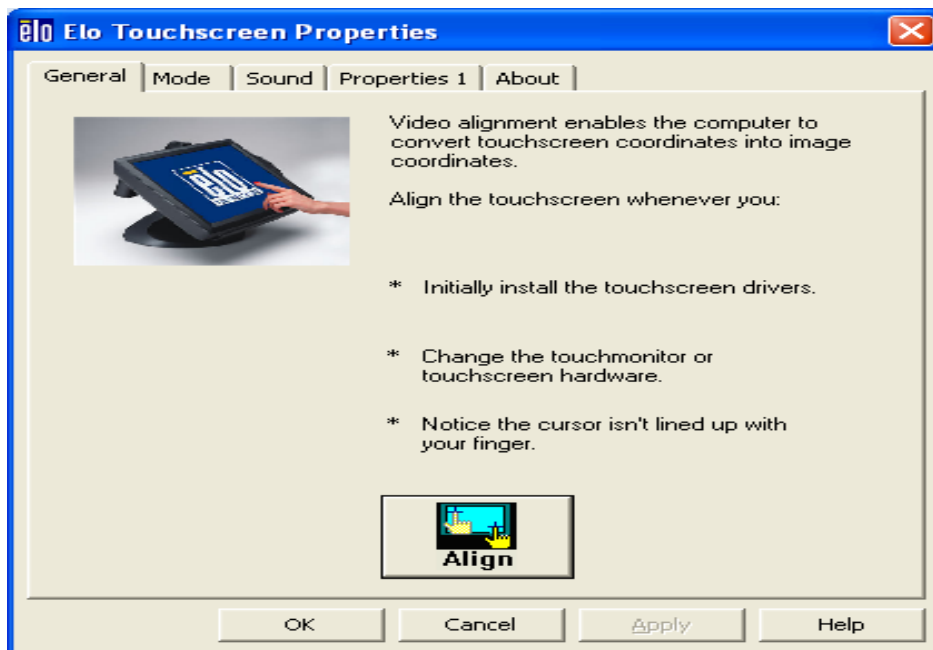 elo Elo Touchscreen Properties
General Mode Sound Properties 1 About
elo
Video alignment enables the computer to
convert touchscreen coordinates into image
coordinates.
Align the touchscreen whenever you:
* Initially install the touchscreen drivers.
* Change the touchmonitor or
touchscreen hardware.
* Notice the cursor isn't lined up with
your finger.
Align
OK Cancel Apply Help